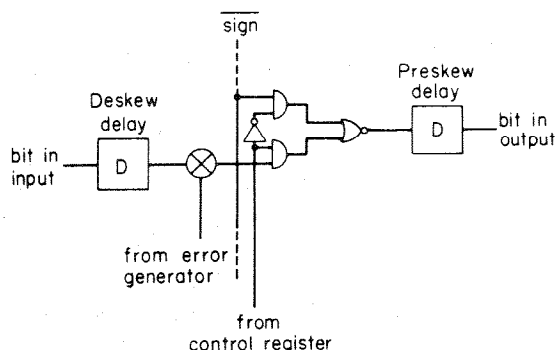 sign
Deskew
delay
Preskew
delay
bit in
input
D
D
bit in
output
from error
generator
from
control register